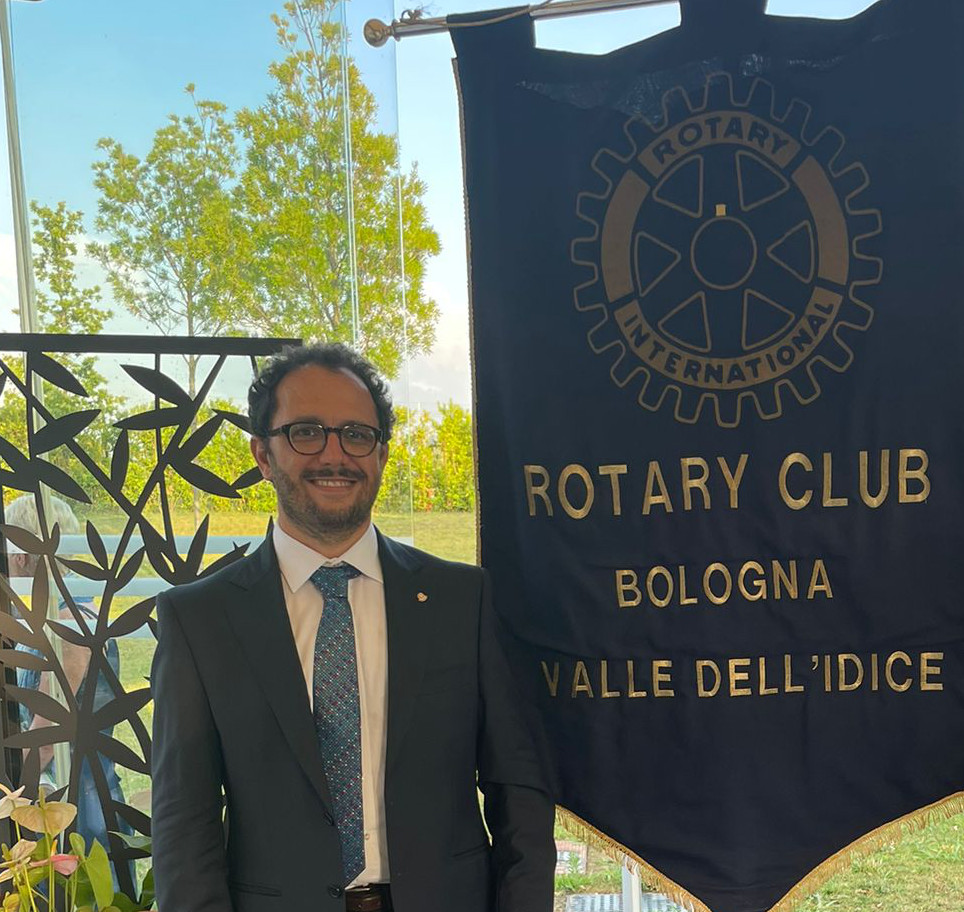 ROTARY
INTERNATIONAL
ROTARY CLUB
BOLOGNA
VALLE DELL'IDICE